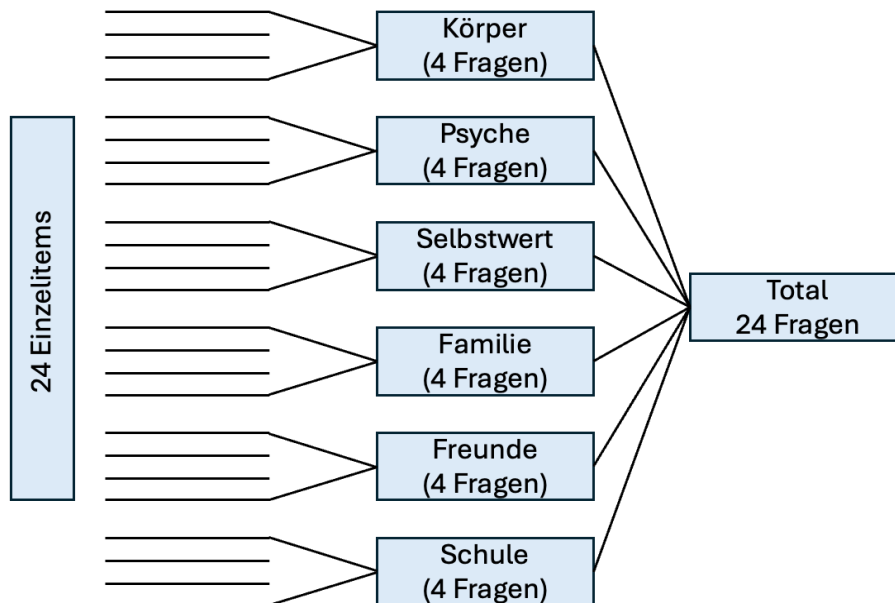 24 Einzelitems
Körper
(4 Fragen)
Psyche
(4 Fragen)
Selbstwert
(4 Fragen)
Familie
(4 Fragen)
Freunde
(4 Fragen)
Schule
(4 Fragen)
Total
24 Fragen